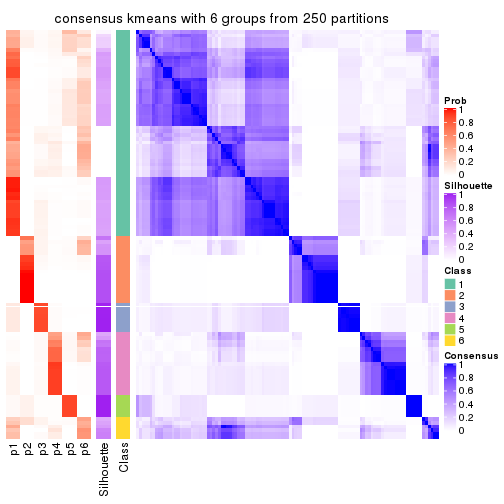 consensus kmeans with 6 groups from 250 partitions
Prob
1
0.8
0.6
0.4
0.2
0
Silhouette
1
0.8
0.6
0.4
0.2
0
Class
1
2
3
4
5
6
Consensus
1
0.8
0.6
0.4
0.2
0
p1
p2
p3
p4
p5
p6
Silhouette
Class